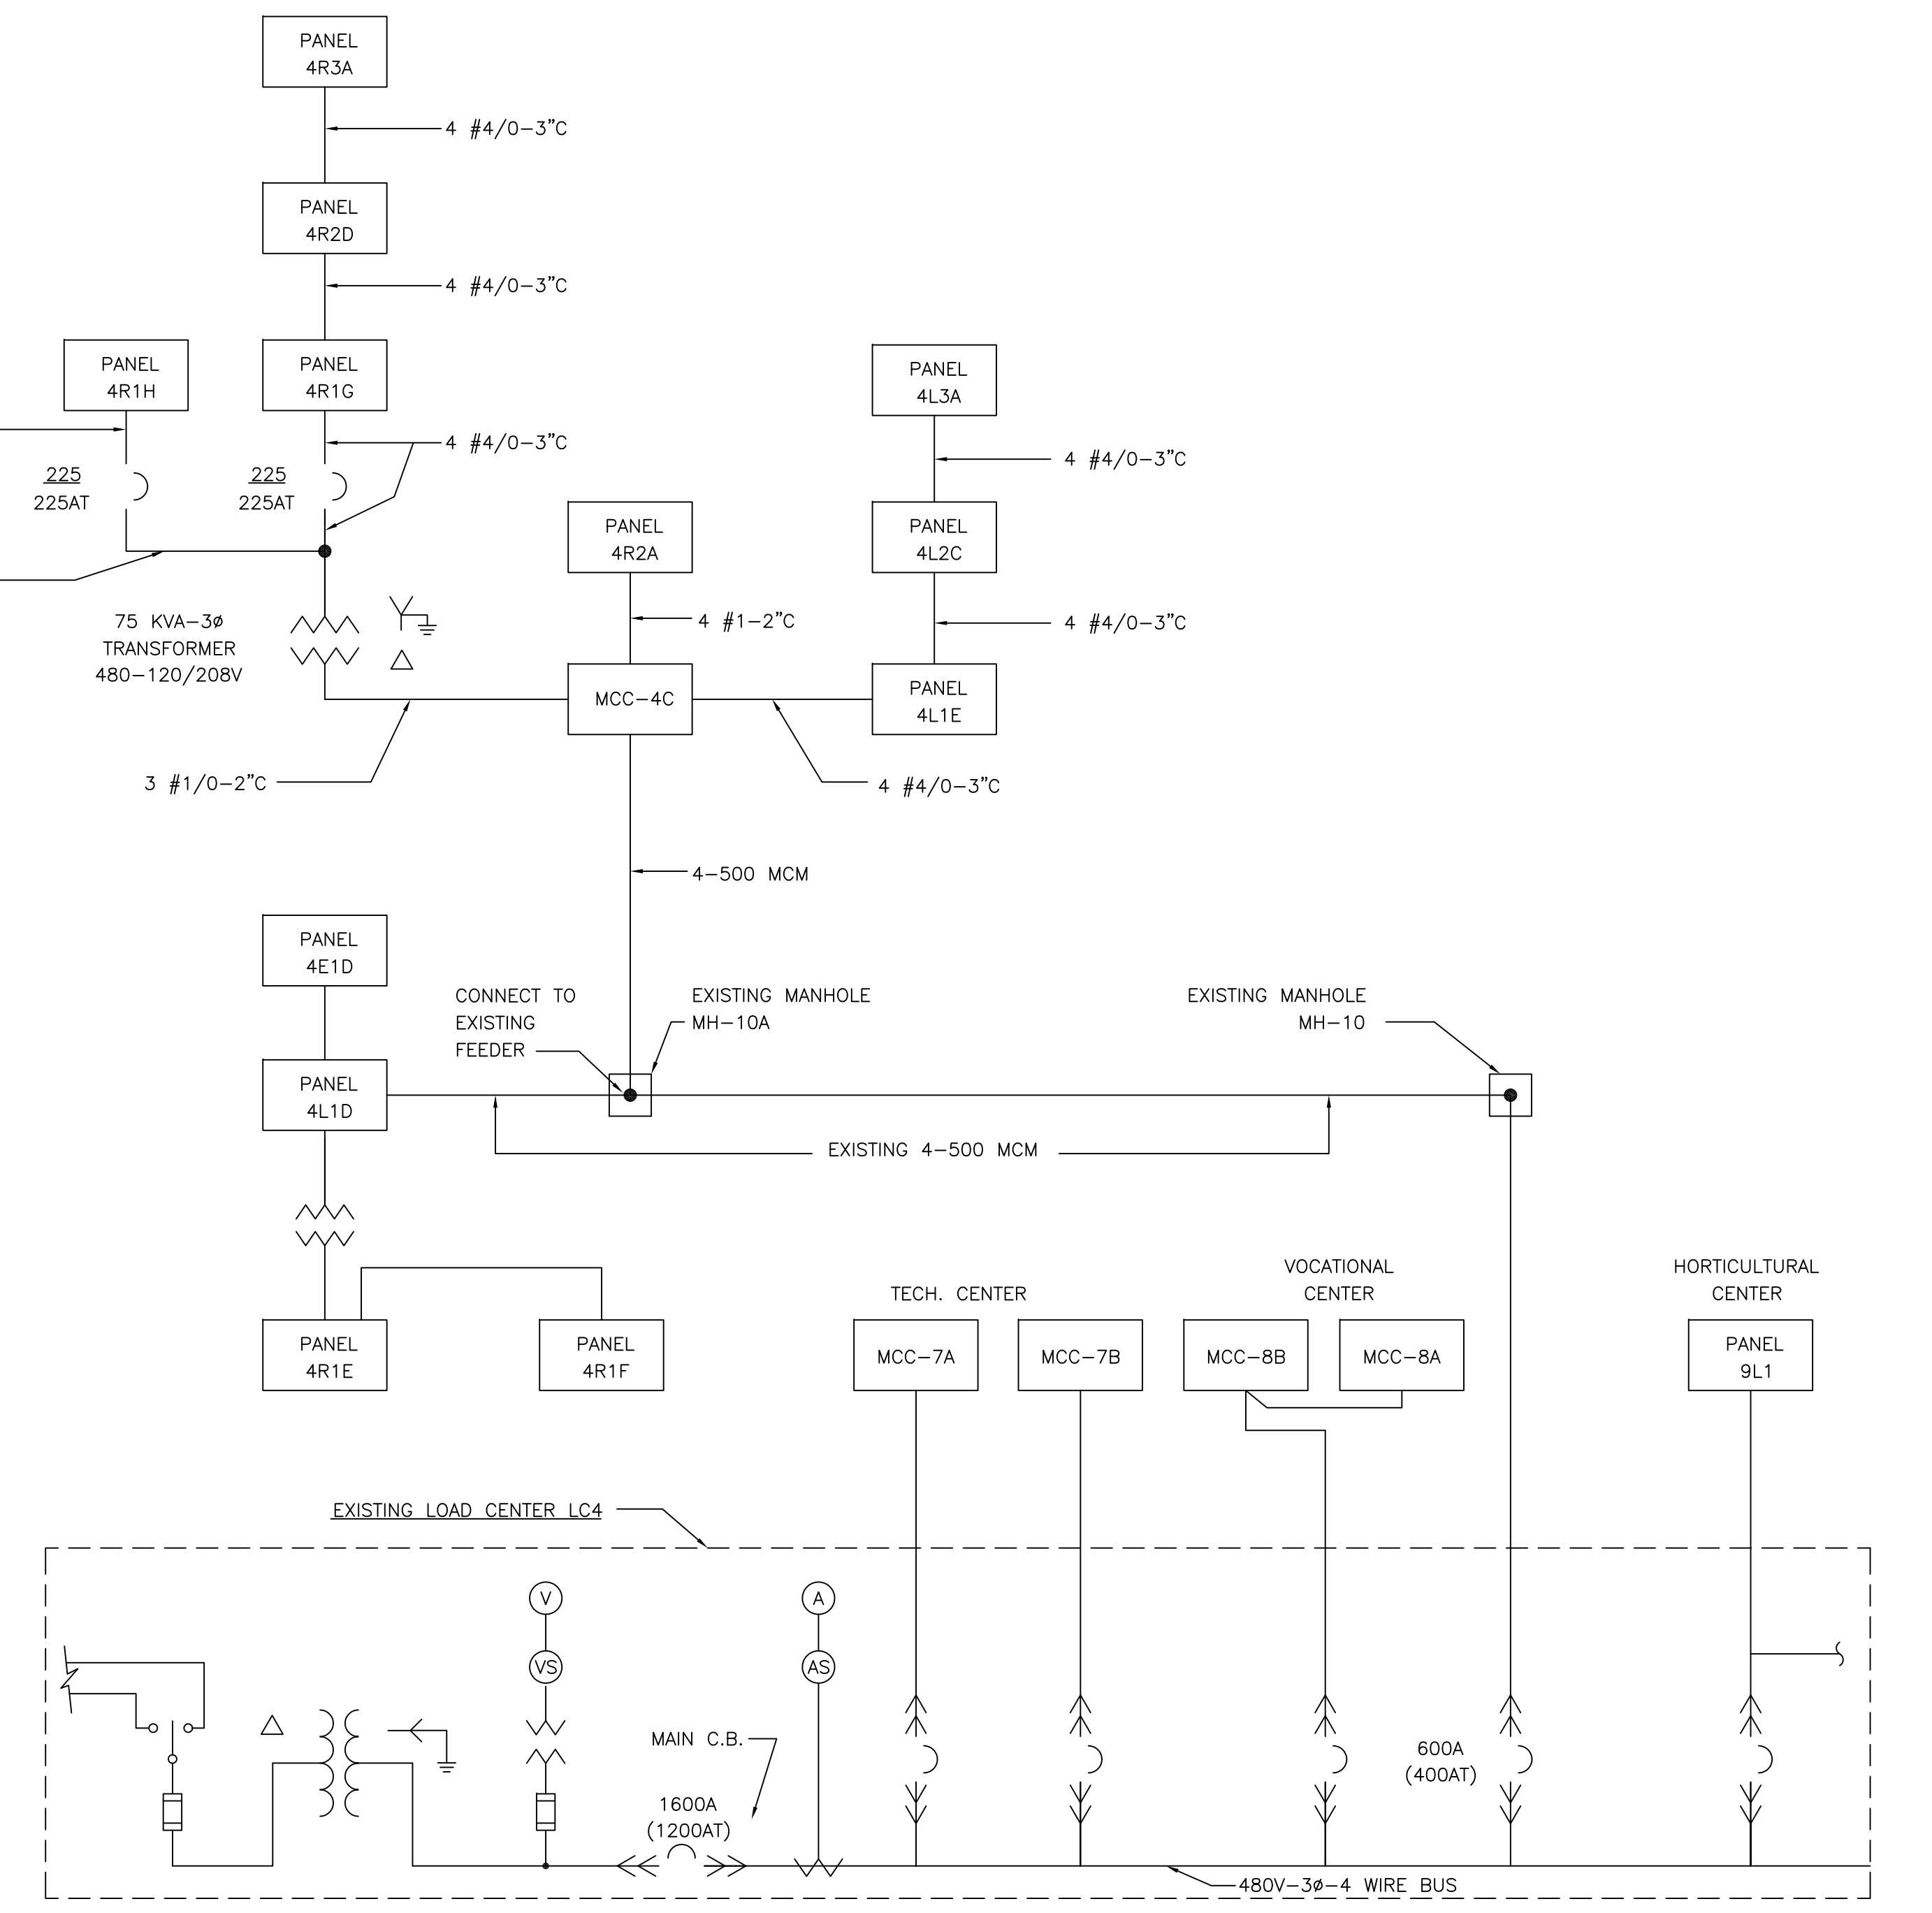 PANEL
4R3A
4 #4/0-3"C
PANEL
4R2D
4 #4/0-3"C
PANEL
4R1H
PANEL
4R1G
PANEL
4L3A
4 #4/0-3"C
4 #4/0-3"C
225
225AT
225
225AT
PANEL
4R2A
PANEL
4L2C
75 KVA-3ø
TRANSFORMER
480-120/208V
4 #1-2"C
4 #4/0-3"C
MCC-4C
PANEL
4L1E
3 #1/0-2"C
4 #4/0-3"C
4-500 MCM
PANEL
4E1D
CONNECT TO
EXISTING
FEEDER
EXISTING MANHOLE
MH-10A
EXISTING MANHOLE
MH-10
PANEL
4L1D
EXISTING 4-500 MCM
TECH. CENTER
VOCATIONAL
CENTER
HORTICULTURAL
CENTER
PANEL
4R1E
PANEL
4R1F
MCC-7A
MCC-7B
MCC-8B
MCC-8A
PANEL
9L1
EXISTING LOAD CENTER LC4
V
A
VS
AS
MAIN C.B.
600A
(400AT)
1600A
(1200AT)
480V-3ø-4 WIRE BUS